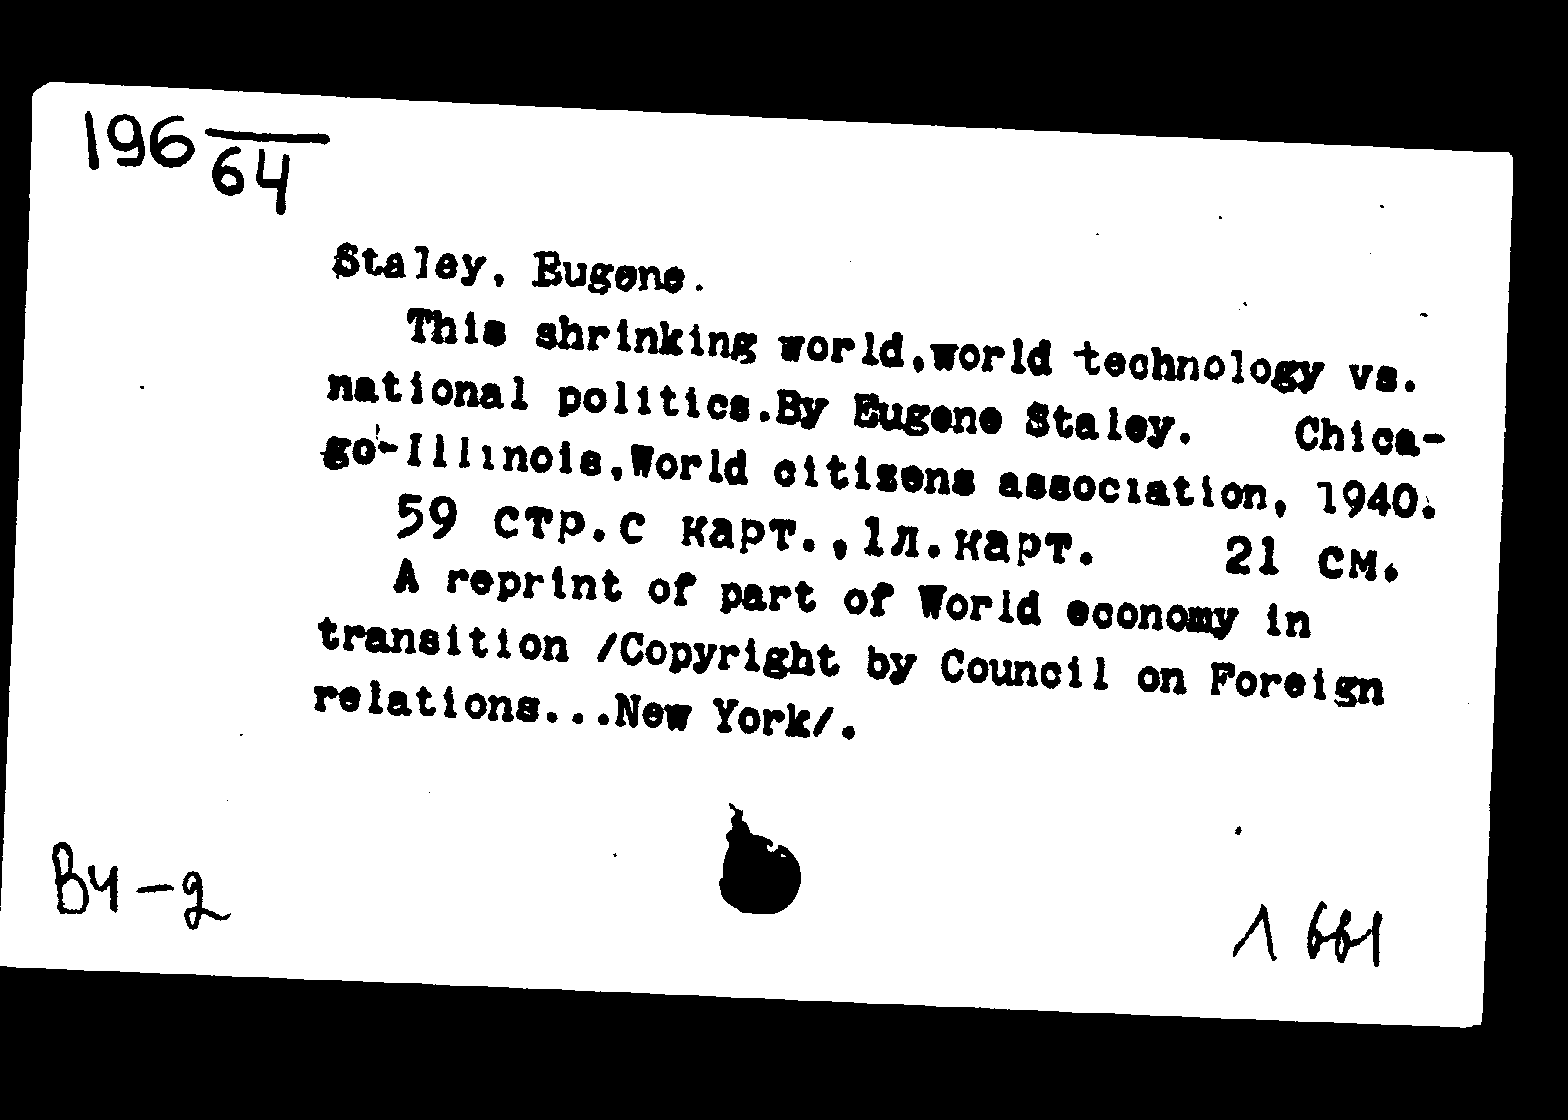 196 64
Staley, Eugene.
This shrinking world,world technology vs.
national politics.By Eugene Staley. Chica-
go-Illinois,World citizens association, 1940.
59 стр.с карт.,1л.карт. 21 см.
A reprint of part of World economy in
transition /Copyright by Council on Foreign
relations...New York/.
В4-2
Л 661